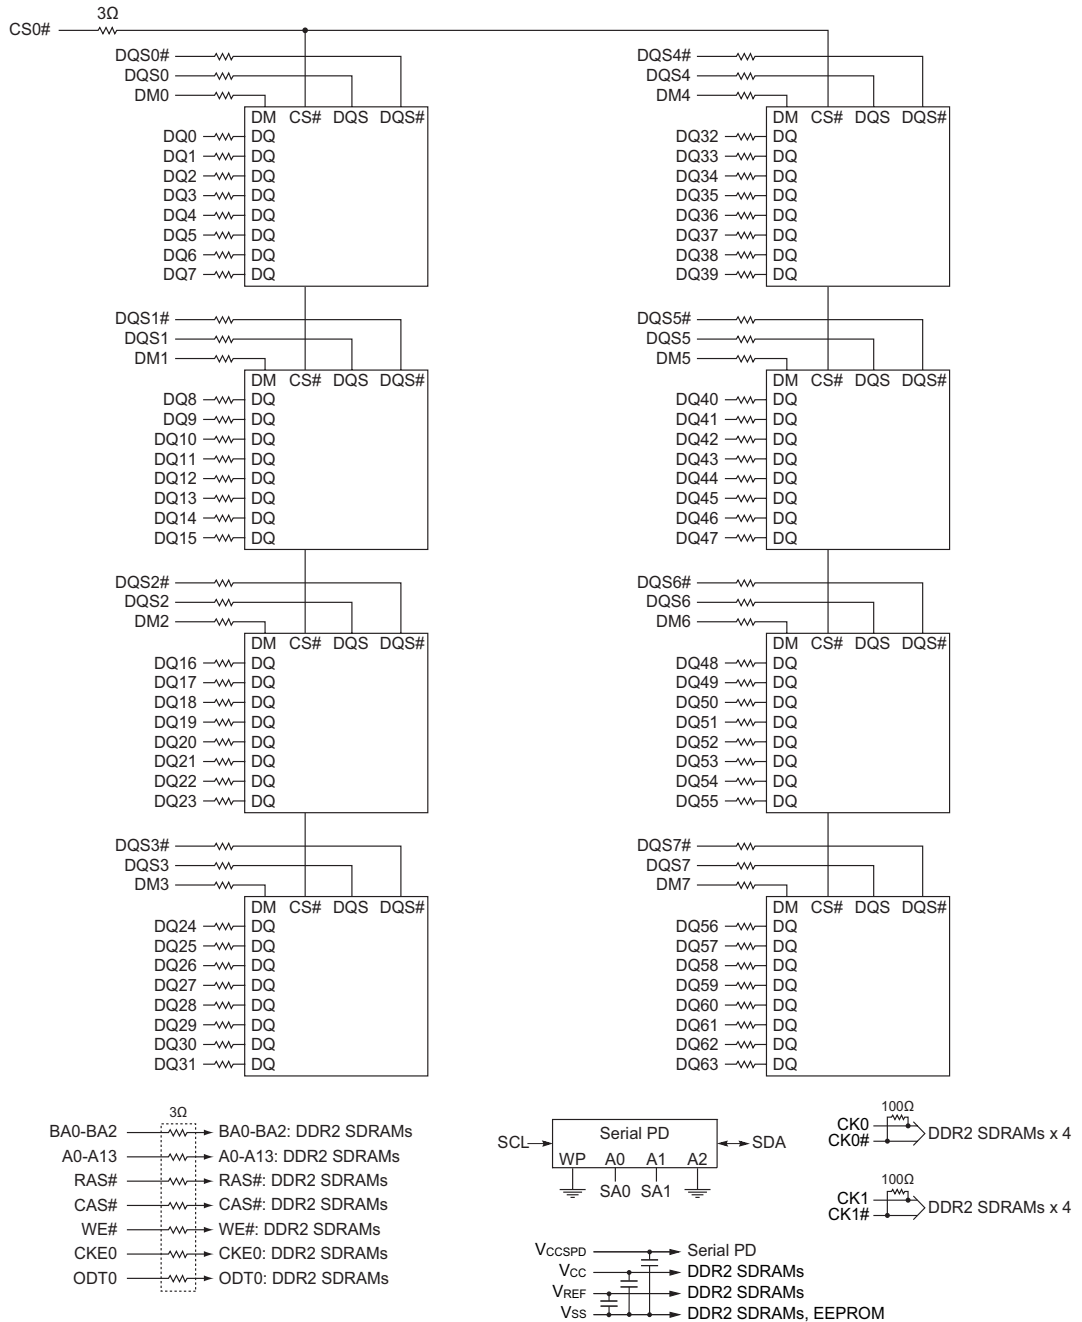 3Ω
CS0#
DQS0#
DQS0
DM0
DM CS# DQS DQS#
DQ0 DQ
DQ1 DQ
DQ2 DQ
DQ3 DQ
DQ4 DQ
DQ5 DQ
DQ6 DQ
DQ7 DQ
DQS1#
DQS1
DM1
DM CS# DQS DQS#
DQ8 DQ
DQ9 DQ
DQ10 DQ
DQ11 DQ
DQ12 DQ
DQ13 DQ
DQ14 DQ
DQ15 DQ
DQS2#
DQS2
DM2
DM CS# DQS DQS#
DQ16 DQ
DQ17 DQ
DQ18 DQ
DQ19 DQ
DQ20 DQ
DQ21 DQ
DQ22 DQ
DQ23 DQ
DQS3#
DQS3
DM3
DM CS# DQS DQS#
DQ24 DQ
DQ25 DQ
DQ26 DQ
DQ27 DQ
DQ28 DQ
DQ29 DQ
DQ30 DQ
DQ31 DQ
DQS4#
DQS4
DM4
DM CS# DQS DQS#
DQ32 DQ
DQ33 DQ
DQ34 DQ
DQ35 DQ
DQ36 DQ
DQ37 DQ
DQ38 DQ
DQ39 DQ
DQS5#
DQS5
DM5
DM CS# DQS DQS#
DQ40 DQ
DQ41 DQ
DQ42 DQ
DQ43 DQ
DQ44 DQ
DQ45 DQ
DQ46 DQ
DQ47 DQ
DQS6#
DQS6
DM6
DM CS# DQS DQS#
DQ48 DQ
DQ49 DQ
DQ50 DQ
DQ51 DQ
DQ52 DQ
DQ53 DQ
DQ54 DQ
DQ55 DQ
DQS7#
DQS7
DM7
DM CS# DQS DQS#
DQ56 DQ
DQ57 DQ
DQ58 DQ
DQ59 DQ
DQ60 DQ
DQ61 DQ
DQ62 DQ
DQ63 DQ
3Ω
BA0-BA2 BA0-BA2: DDR2 SDRAMs
A0-A13 A0-A13: DDR2 SDRAMs
RAS# RAS#: DDR2 SDRAMs
CAS# CAS#: DDR2 SDRAMs
WE# WE#: DDR2 SDRAMs
CKE0 CKE0: DDR2 SDRAMs
ODT0 ODT0: DDR2 SDRAMs
SCL Serial PD SDA
WP A0 A1 A2
SA0 SA1
VCCSPD Serial PD
VCC DDR2 SDRAMs
VREF DDR2 SDRAMs
VSS DDR2 SDRAMs, EEPROM
100Ω
CK0
CK0#
DDR2 SDRAMs x 4
100Ω
CK1
CK1#
DDR2 SDRAMs x 4